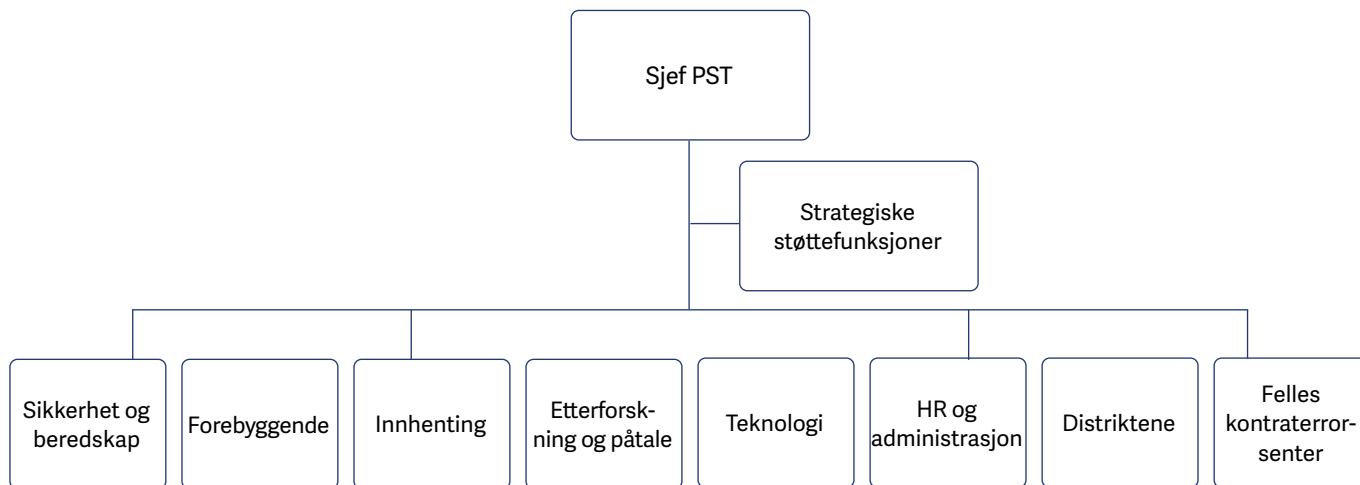 Sjef PST
Strategiske
støttefunksjoner
Sikkerhet og
beredskap
Forebyggende
Innhenting
Etterforsk-
ning og påtale
Teknologi
HR og
administrasjon
Distriktene
Felles
kontraterror-
senter